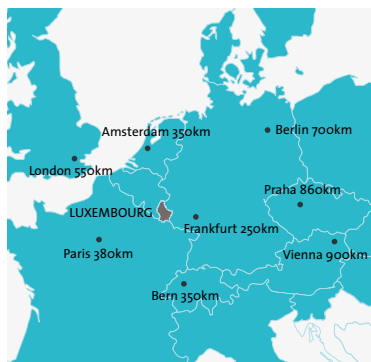 Amsterdam 350km
Berlin 700km
London 550km
Praha 860km
LUXEMBOURG
Frankfurt 250km
Paris 380km
Vienna 900km
Bern 350km